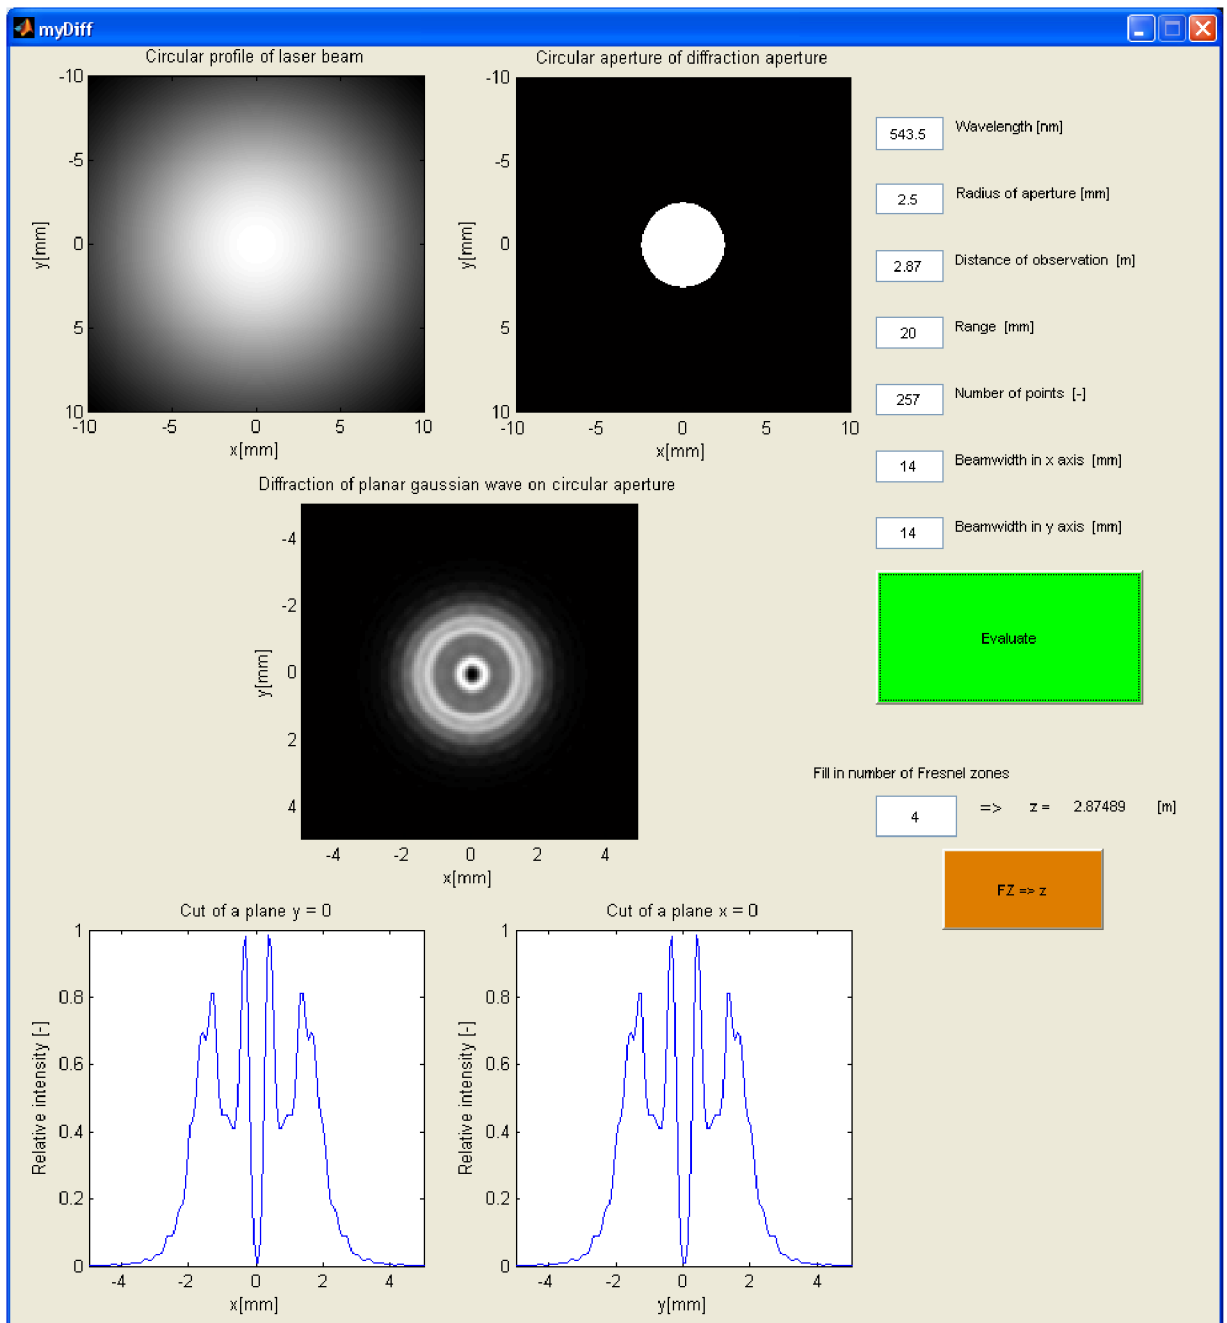 myDiff
Circular profile of laser beam
-10
-5
0
5
10
y[mm]
-10 -5 0 5 10
x[mm]
Circular aperture of diffraction aperture
-10
-5
0
5
10
y[mm]
-10 -5 0 5 10
x[mm]
543.5 Wavelength [nm]
2.5 Radius of aperture [mm]
2.87 Distance of observation [m]
20 Range [mm]
257 Number of points [-]
14 Beamwidth in x axis [mm]
14 Beamwidth in y axis [mm]
Evaluate
Diffraction of planar gaussian wave on circular aperture
-4
-2
0
2
4
y[mm]
-4 -2 0 2 4
x[mm]
Fill in number of Fresnel zones
4 => z = 2.87489 [m]
FZ => z
Cut of a plane y = 0
1
0.8
0.6
0.4
0.2
0
Relative intensity [-]
-4 -2 0 2 4
x[mm]
Cut of a plane x = 0
1
0.8
0.6
0.4
0.2
0
Relative intensity [-]
-4 -2 0 2 4
y[mm]